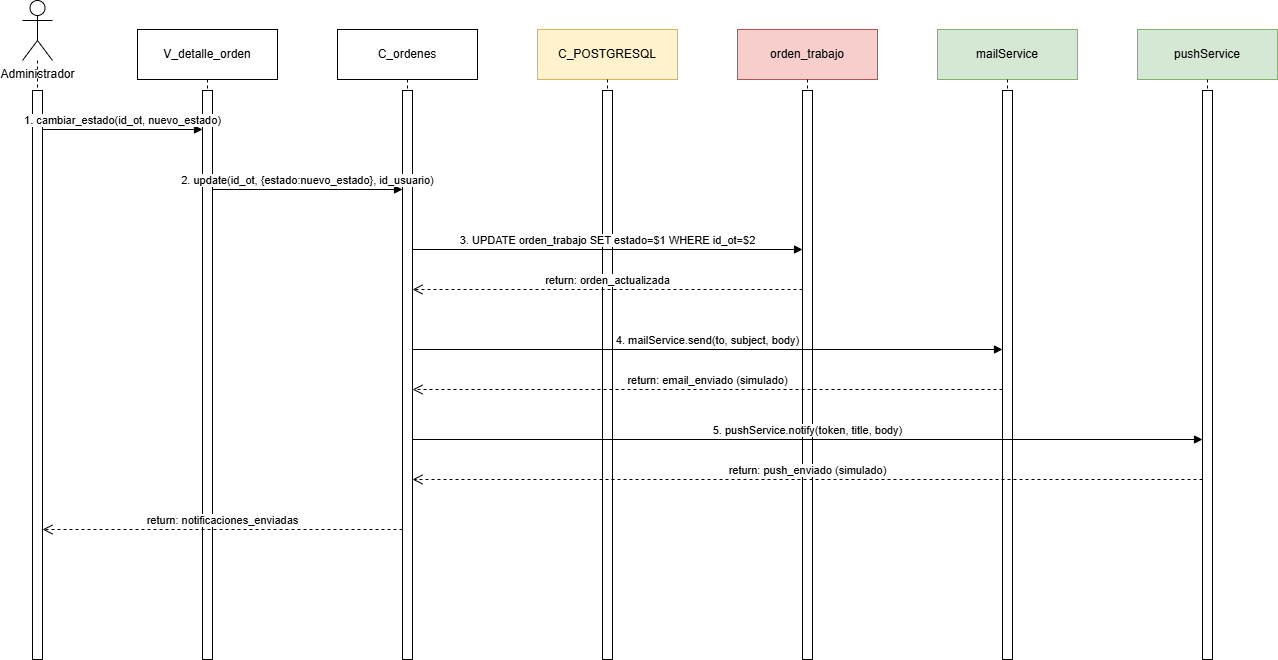 Administrador
V_detalle_orden
C_ordenes
C_POSTGRESQL
orden_trabajo
mailService
pushService
1. cambiar_estado(id_ot, nuevo_estado)
2. update(id_ot, {estado:nuevo_estado}, id_usuario)
3. UPDATE orden_trabajo SET estado=$1 WHERE id_ot=$2
return: orden_actualizada
4. mailService.send(to, subject, body)
return: email_enviado (simulado)
5. pushService.notify(token, title, body)
return: push_enviado (simulado)
return: notificaciones_enviadas